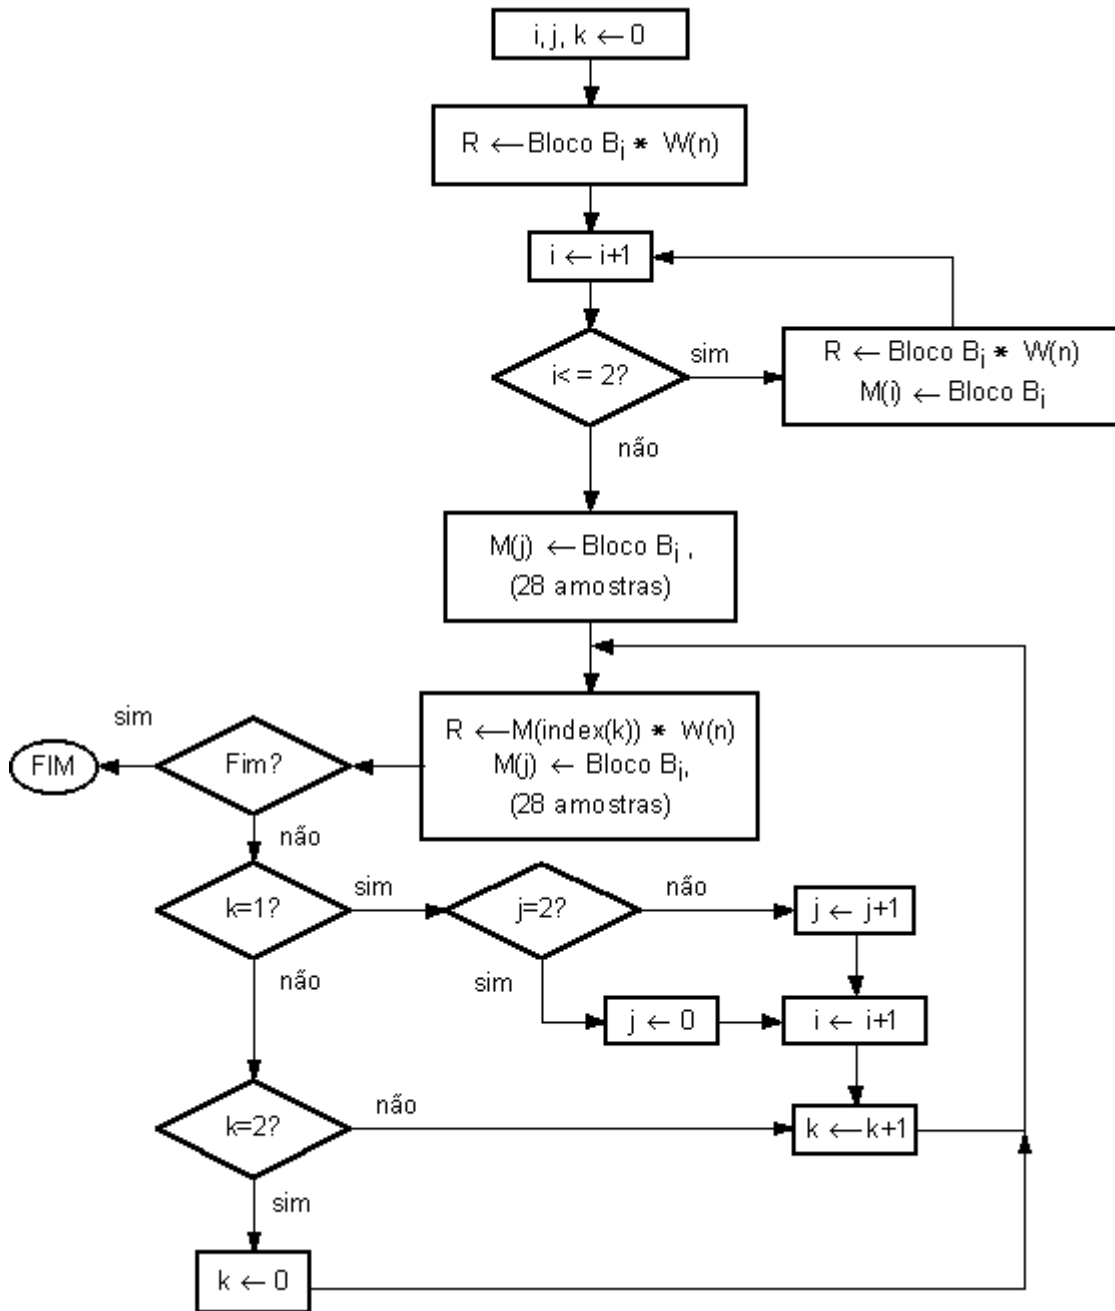 i, j, k ← 0
R ← Bloco Bi * W(n)
i ← i+1
i< = 2?
sim
R ← Bloco Bi * W(n)
M(i) ← Bloco Bi
não
M(j) ← Bloco Bi ,
(28 amostras)
R ← M(index(k)) * W(n)
M(j) ← Bloco Bi,
(28 amostras)
sim
Fim?
FIM
não
k=1?
sim
j=2?
não
j ← j+1
não
sim
j ← 0
i ← i+1
k=2?
não
k ← k+1
sim
k ← 0